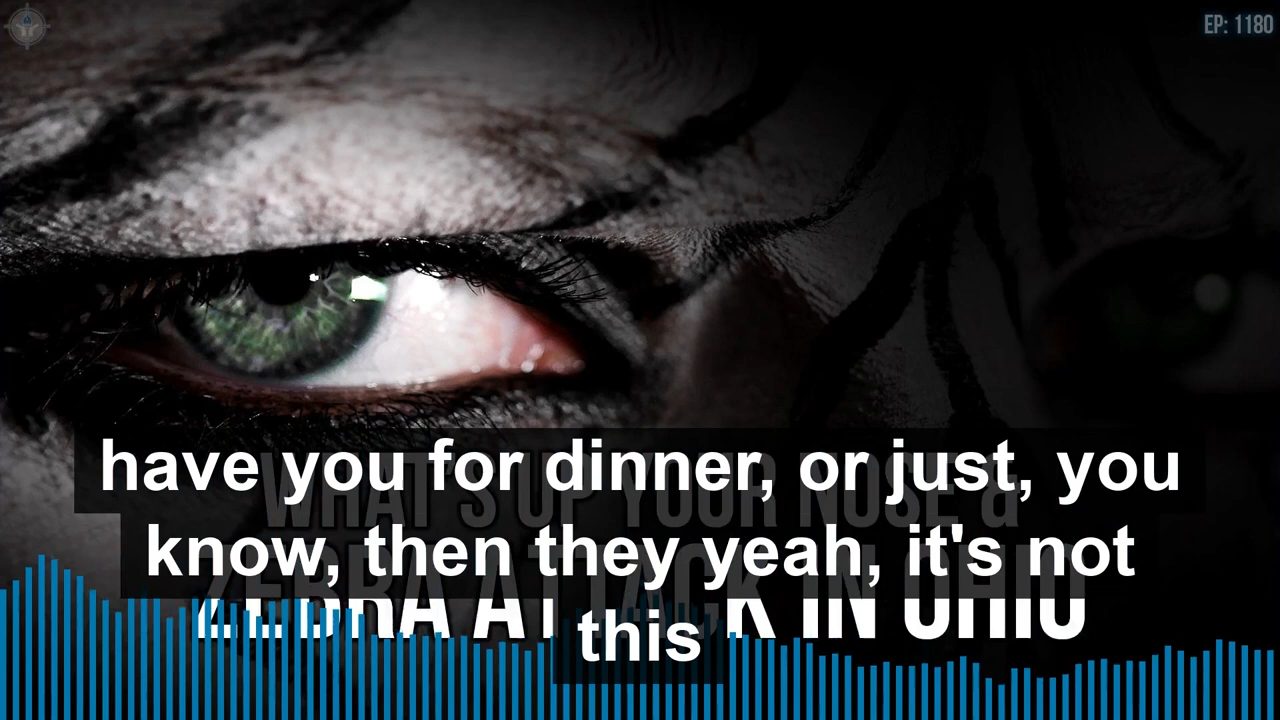 EP: 1180
have you for dinner, or just, you
WHAT'S UP YOUR NOSE &
know, then they yeah, it's not
ZEBRA ATTACK IN OHIO
this